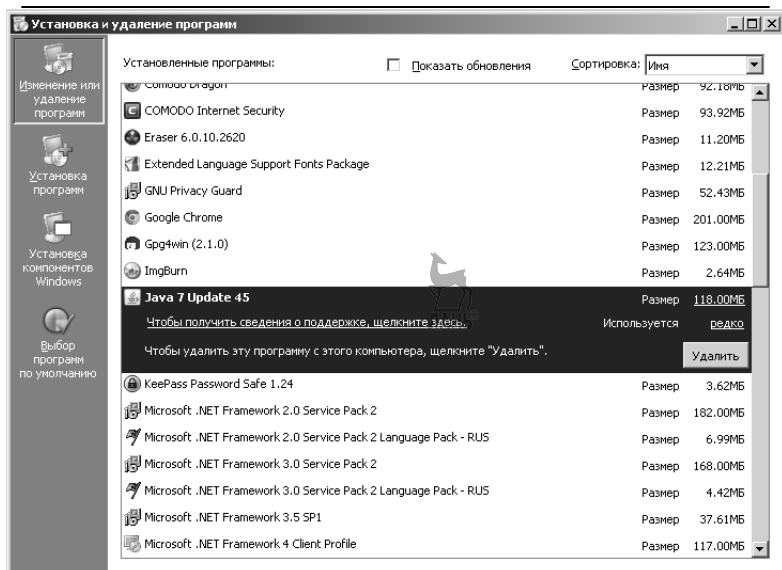 Установка и удаление программ
Изменение или
удаление
программ
Установка
программ
Установка
компонентов
Windows
Выбор
программ
по умолчанию
Установленные программы: Показать обновления Сортировка: Имя
Comodo Dragon Размер 92.18МБ
COMODO Internet Security Размер 93.92МБ
Eraser 6.0.10.2620 Размер 11.20МБ
Extended Language Support Fonts Package Размер 12.21МБ
GNU Privacy Guard Размер 52.43МБ
Google Chrome Размер 201.00МБ
Gpg4win (2.1.0) Размер 123.00МБ
ImgBurn Размер 2.64МБ
Java 7 Update 45 Размер 118.00МБ
Чтобы получить сведения о поддержке, щелкните здесь. Используется редко
Чтобы удалить эту программу с этого компьютера, щелкните "Удалить". Удалить
KeePass Password Safe 1.24 Размер 3.62МБ
Microsoft .NET Framework 2.0 Service Pack 2 Размер 182.00МБ
Microsoft .NET Framework 2.0 Service Pack 2 Language Pack - RUS Размер 6.99МБ
Microsoft .NET Framework 3.0 Service Pack 2 Размер 168.00МБ
Microsoft .NET Framework 3.0 Service Pack 2 Language Pack - RUS Размер 4.42МБ
Microsoft .NET Framework 3.5 SP1 Размер 37.61МБ
Microsoft .NET Framework 4 Client Profile Размер 117.00МБ